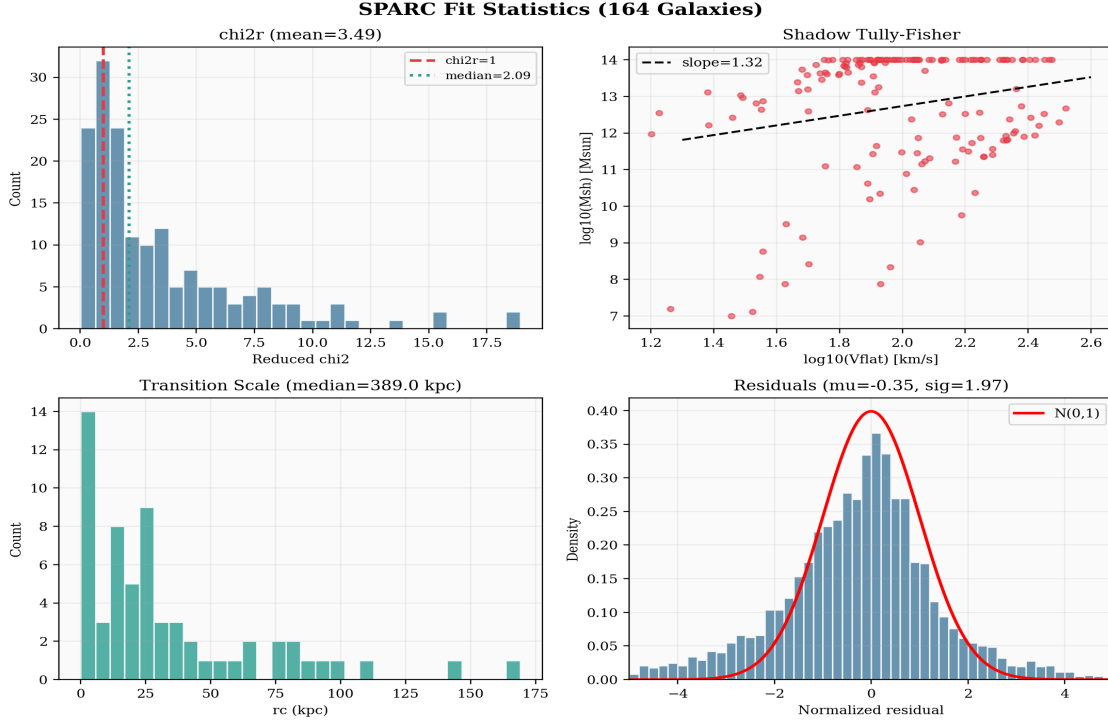 SPARC Fit Statistics (164 Galaxies)
chi2r (mean=3.49)
Count
30
25
20
15
10
5
0
0.0 2.5 5.0 7.5 10.0 12.5 15.0 17.5
Reduced chi2
chi2r=1
median=2.09
Shadow Tully-Fisher
log10(Msh) [Msun]
14
13
12
11
10
9
8
7
1.2 1.4 1.6 1.8 2.0 2.2 2.4 2.6
log10(Vflat) [km/s]
slope=1.32
Transition Scale (median=389.0 kpc)
Count
14
12
10
8
6
4
2
0
0 25 50 75 100 125 150 175
rc (kpc)
Residuals (mu=-0.35, sig=1.97)
Density
0.40
0.35
0.30
0.25
0.20
0.15
0.10
0.05
0.00
−4 −2 0 2 4
Normalized residual
N(0,1)